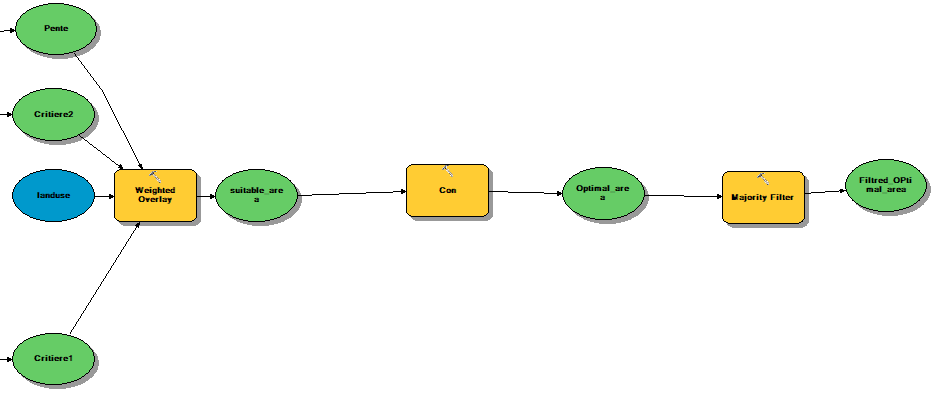 Pente
Critiere2
landuse
Weighted
Overlay
suitable_are
a
Con
Optimal_are
a
Majority Filter
Filtred_OPti
mal_area
Critiere1